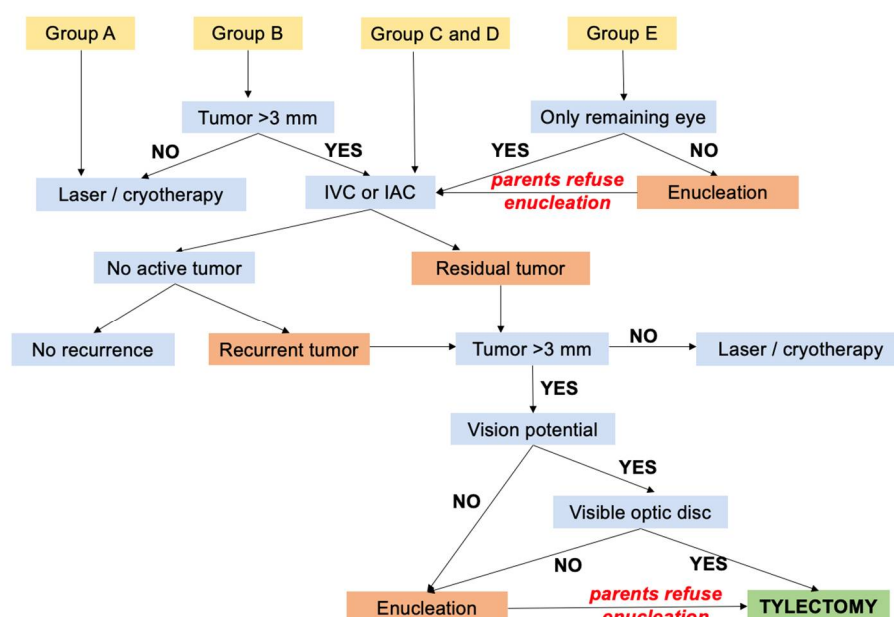 Group A
Group B
Group C and D
Group E
Tumor >3 mm
Only remaining eye
NO
YES
YES
NO
Laser / cryotherapy
IVC or IAC
parents refuse
enucleation
Enucleation
No active tumor
Residual tumor
No recurrence
Recurrent tumor
Tumor >3 mm
NO
Laser / cryotherapy
YES
Vision potential
NO
YES
Visible optic disc
NO
YES
Enucleation
parents refuse
enucleation
TYLECTOMY